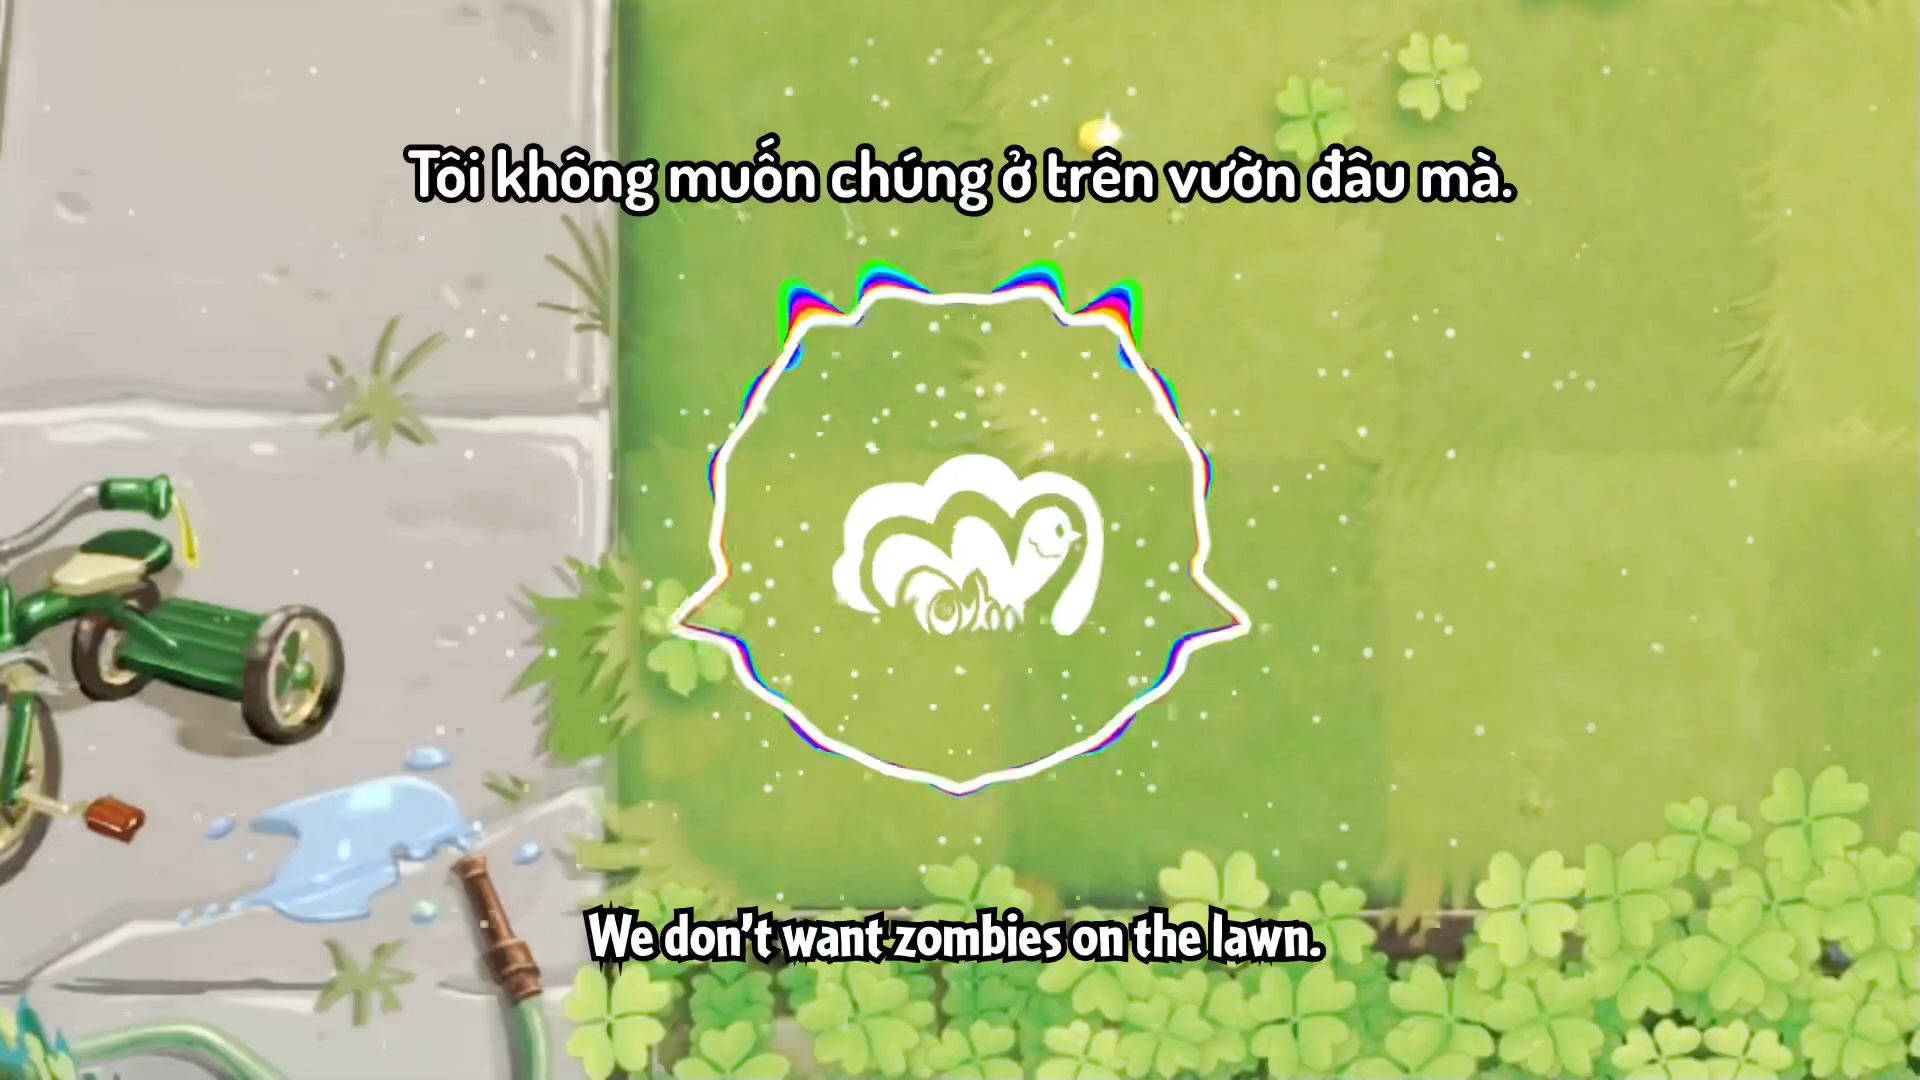 Tôi không muốn chúng ở trên vườn đâu mà.
We don't want zombies on the lawn.